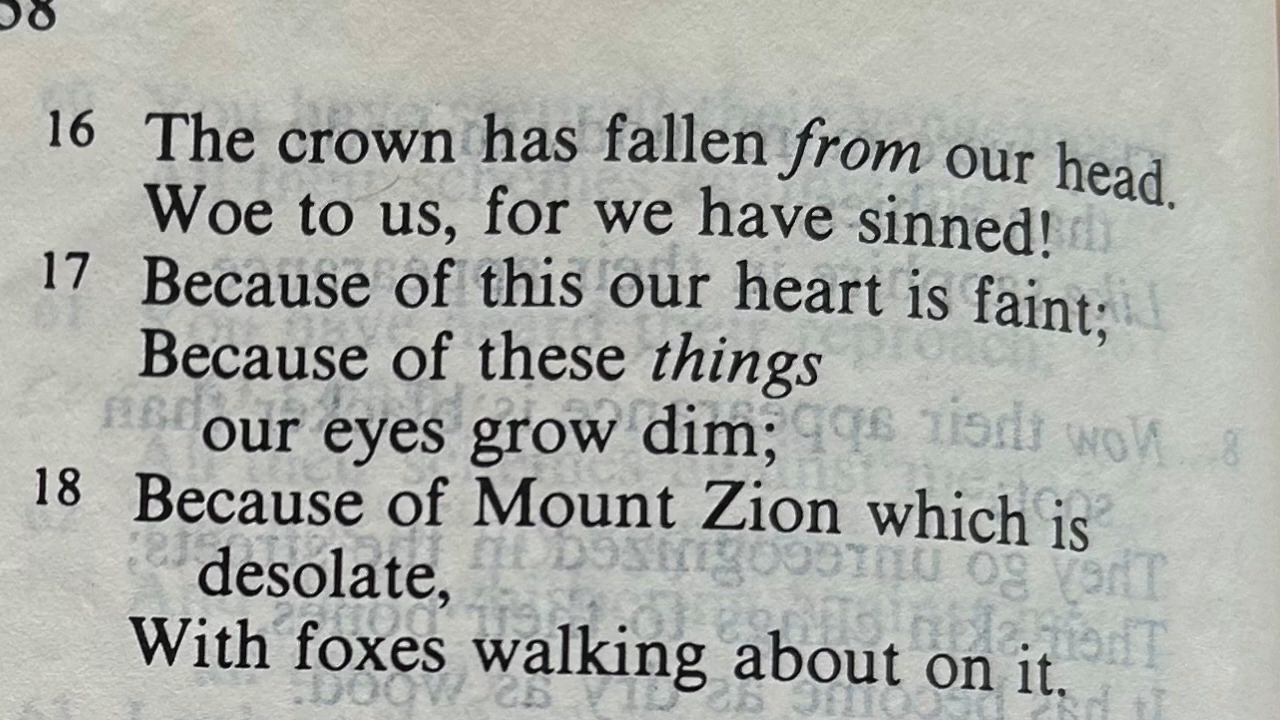 58
16 The crown has fallen from our head.
Woe to us, for we have sinned!
17 Because of this our heart is faint;
Because of these things
our eyes grow dim;
18 Because of Mount Zion which is
desolate,
With foxes walking about on it.